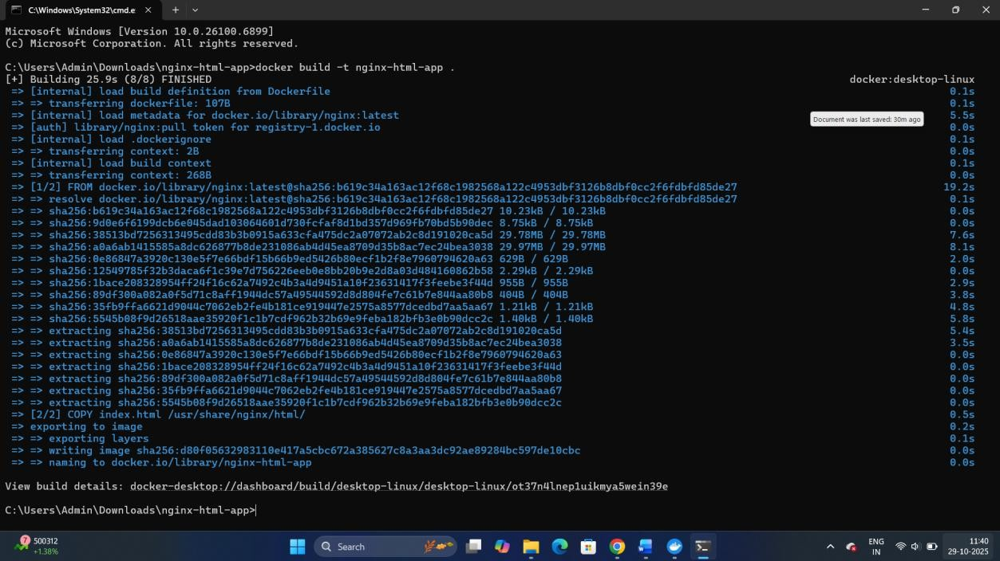 C:\Windows\System32\cmd.e
Microsoft Windows [Version 10.0.26100.6899]
(c) Microsoft Corporation. All rights reserved.
C:\Users\Admin\Downloads\nginx-html-app>docker build -t nginx-html-app .
[+] Building 25.9s (8/8) FINISHED docker:desktop-linux
=> [internal] load build definition from Dockerfile 0.1s
=> => transferring dockerfile: 107B 0.1s
=> [internal] load metadata for docker.io/library/nginx:latest 5.5s
=> [auth] library/nginx:pull token for registry-1.docker.io 0.0s
=> [internal] load .dockerignore 0.1s
=> => transferring context: 2B 0.0s
=> [internal] load build context 0.1s
=> => transferring context: 268B 0.0s
=> [1/2] FROM docker.io/library/nginx:latest@sha256:b619c34a163ac12f68c1982568a122c4953dbf3126b8dbf0cc2f6fdbfd85de27 19.2s
=> => resolve docker.io/library/nginx:latest@sha256:b619c34a163ac12f68c1982568a122c4953dbf3126b8dbf0cc2f6fdbfd85de27 0.1s
=> => sha256:b619c34a163ac12f68c1982568a122c4953dbf3126b8dbf0cc2f6fdbfd85de27 10.23kB / 10.23kB 0.0s
=> => sha256:9d0e6f6199dcb6e045dad103064601d730fcfaf8d1bd357d969fb70bd5b90dec 8.75kB / 8.75kB 0.0s
=> => sha256:38513bd7256313495cdd83b3b0915a633cfa475dc2a07072ab2c8d191020ca5d 29.78MB / 29.78MB 7.6s
=> => sha256:a0a6ab1415585a8dc626877b8de231086ab4d45ea8709d35b8ac7ec24bea3038 29.97MB / 29.97MB 8.1s
=> => sha256:0e86847a3920c130e5f7e66bdf15b66b9ed5426b80ecf1b2f8e7960794620a63 629B / 629B 2.0s
=> => sha256:12549785f32b3daca6f1c39e7d756226eeb0e8bb20b9e2d8a03d484160862b58 2.29kB / 2.29kB 0.0s
=> => sha256:1bace208328954ff24f16c62a7492c4b3a4d9451a10f23631417f3feebe3f44d 955B / 955B 2.9s
=> => sha256:89df300a082a0f5d71c8aff1944dc57a49544592d8d804fe7c61b7e844aa80b8 404B / 404B 3.8s
=> => sha256:35fb9ffa6621d9044c7062eb2fe4b181ce919447e2575a8577dcedbd7aa5aa67 1.21kB / 1.21kB 4.8s
=> => sha256:5545b08f9d26518aae35920f1c1b7cdf962b32b69e9feba182bfb3e0b90dcc2c 1.40kB / 1.40kB 5.8s
=> => extracting sha256:38513bd7256313495cdd83b3b0915a633cfa475dc2a07072ab2c8d191020ca5d 5.4s
=> => extracting sha256:a0a6ab1415585a8dc626877b8de231086ab4d45ea8709d35b8ac7ec24bea3038 3.5s
=> => extracting sha256:0e86847a3920c130e5f7e66bdf15b66b9ed5426b80ecf1b2f8e7960794620a63 0.0s
=> => extracting sha256:1bace208328954ff24f16c62a7492c4b3a4d9451a10f23631417f3feebe3f44d 0.0s
=> => extracting sha256:89df300a082a0f5d71c8aff1944dc57a49544592d8d804fe7c61b7e844aa80b8 0.0s
=> => extracting sha256:35fb9ffa6621d9044c7062eb2fe4b181ce919447e2575a8577dcedbd7aa5aa67 0.0s
=> => extracting sha256:5545b08f9d26518aae35920f1c1b7cdf962b32b69e9feba182bfb3e0b90dcc2c 0.0s
=> [2/2] COPY index.html /usr/share/nginx/html/ 0.5s
=> exporting to image 0.2s
=> => exporting layers 0.1s
=> => writing image sha256:d80f05632983110e417a5cbc672a385627c8a3aa3dc92ae89284bc597de10cbc 0.0s
=> => naming to docker.io/library/nginx-html-app 0.0s
Document was last saved: 30m ago
View build details: docker-desktop://dashboard/build/desktop-linux/desktop-linux/ot37n4lnep1uikmya5wein39e
C:\Users\Admin\Downloads\nginx-html-app>
7
500312
+1.38%
Search
ENG
IN
11:40
29-10-2025